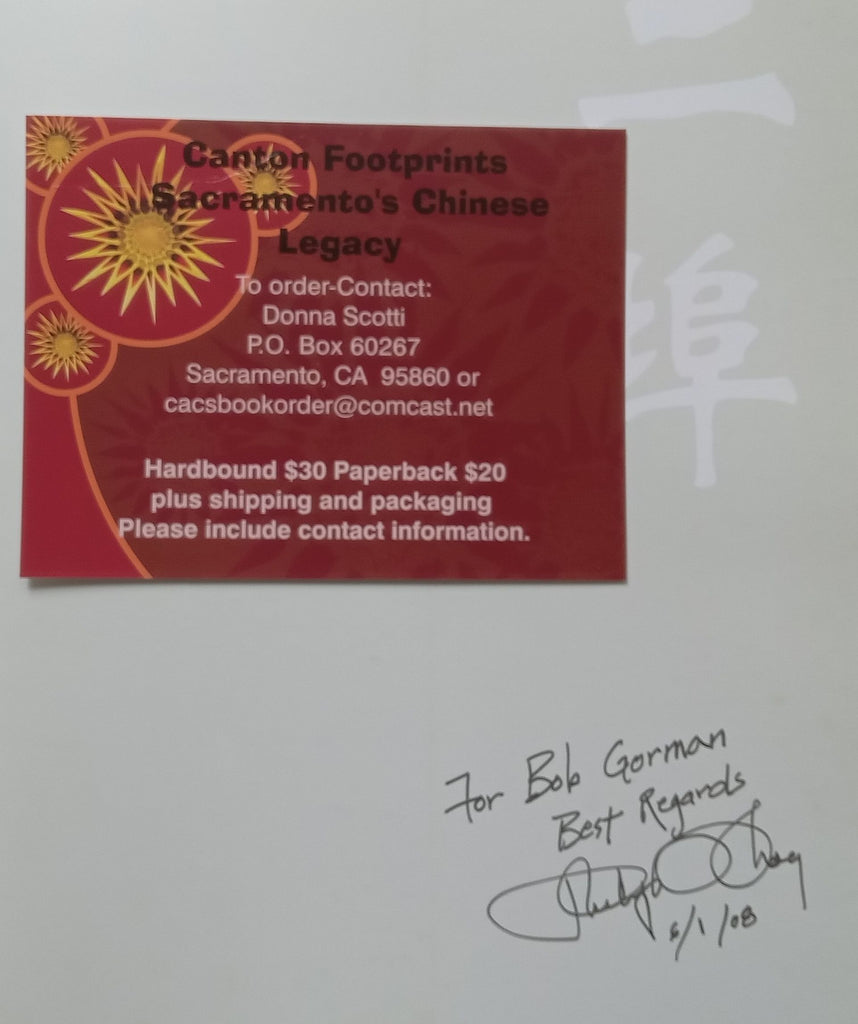 Canton Footprints
Sacramento's Chinese
Legacy
To order-Contact:
Donna Scotti
P.O. Box 60267
Sacramento, CA 95860 or
cacsbookorder@comcast.net
Hardbound $30 Paperback $20
plus shipping and packaging
Please include contact information.
二
埠
For Bob Gorman
Best Regards
/1/08